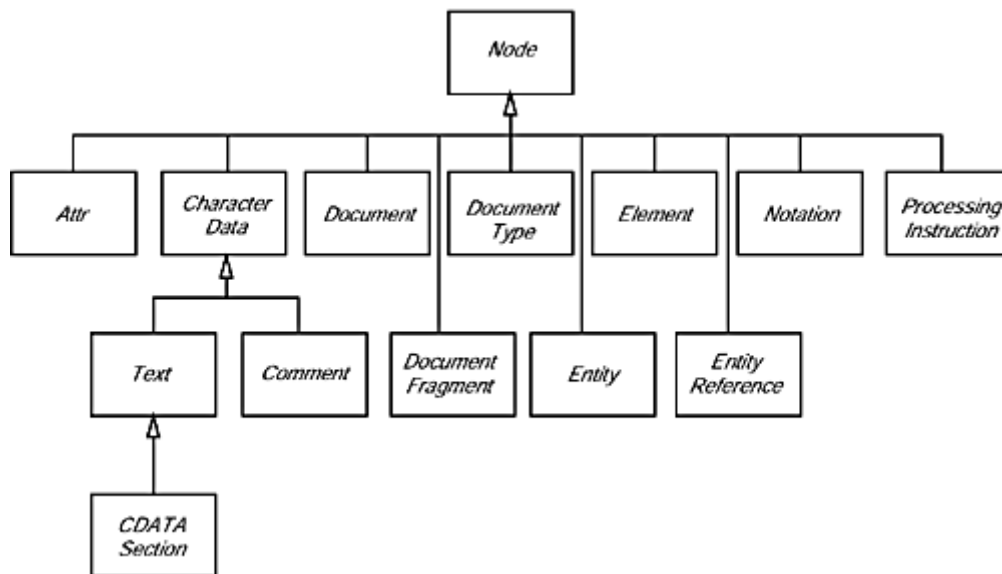 Node
Attr
Character
Data
Document
Document
Type
Element
Notation
Processing
Instruction
Text
Comment
Document
Fragment
Entity
Entity
Reference
CDATA
Section